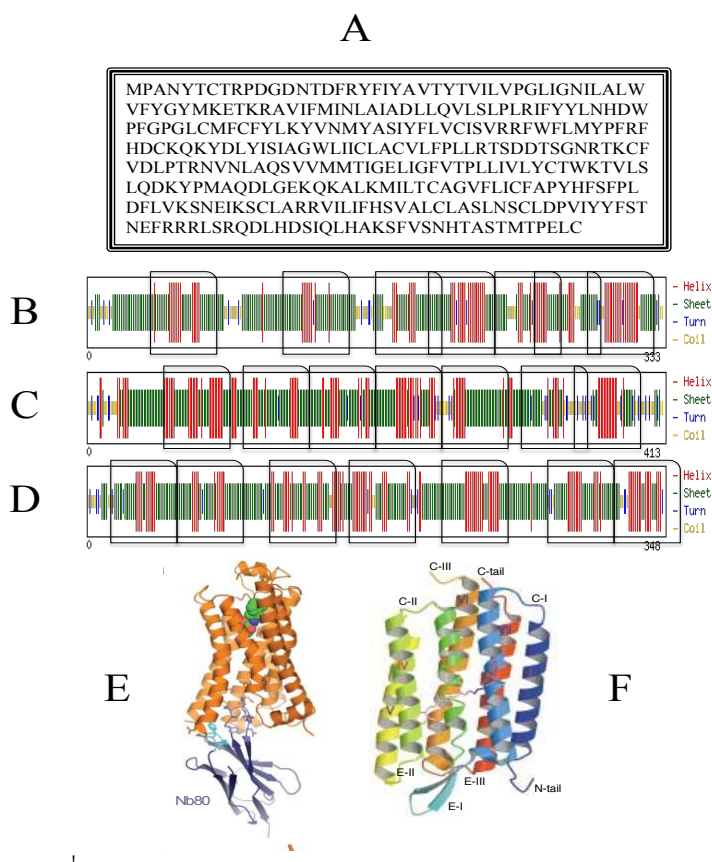 A
MPANYTCTRPDGDNTDFRYFIYAVTYTVILVPGLIGNILALW
VFYGYMKETKRAVIFMINLAIADLLQVLSLPLRIFYYLNHDW
PFGPGLCMFCFYLKYVNMYASIYFLVCISVRRFWFLMYPFRF
HDCKQKYDLYISIAGWLIICLACVLFPLLRTSDDTSGNRTKCF
VDLPTRNVNLAQSVVMMTIGELIGFVTPLLIVLYCTWKTVLS
LQDKYPMAQDLGEKQKALKMILTCAGVFLICFAPYHFSFPL
DFLVKSNEIKSCLARRVILIFHSVALCLASLNSCLDPVIYYFST
NEFRRRLSRQDLHDSIQLHAKSFVSNHTASTMTPELC
B
Helix
Sheet
Turn
Coil
0 333
C
Helix
Sheet
Turn
Coil
0 413
D
Helix
Sheet
Turn
Coil
0 348
E
Nb80
F
C-III C-tail
C-II C-I
E-II E-III N-tail
E-I